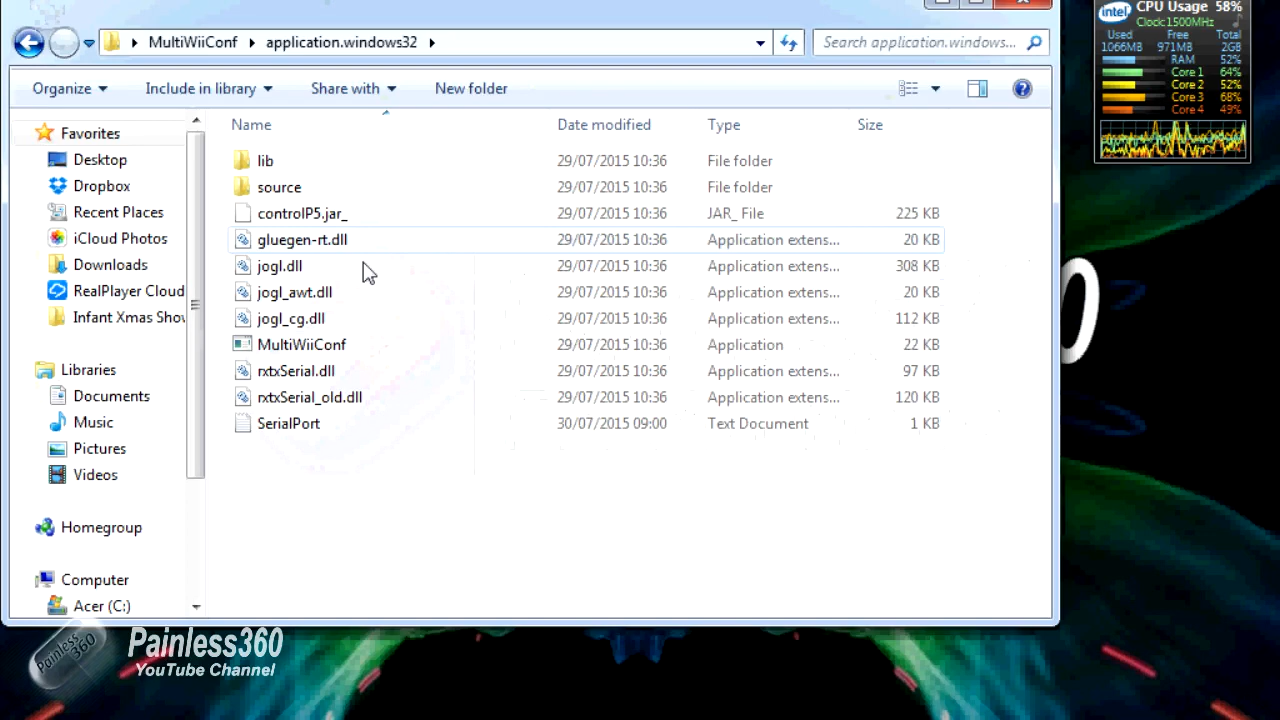 MultiWiiConf application.windows32 Search application.windows...
Organize Include in library Share with New folder
Name Date modified Type Size
lib 29/07/2015 10:36 File folder
source 29/07/2015 10:36 File folder
controlP5.jar_ 29/07/2015 10:36 JAR_ File 225 KB
gluegen-rt.dll 29/07/2015 10:36 Application extens... 20 KB
jogl.dll 29/07/2015 10:36 Application extens... 308 KB
jogl_awt.dll 29/07/2015 10:36 Application extens... 20 KB
jogl_cg.dll 29/07/2015 10:36 Application extens... 112 KB
MultiWiiConf 29/07/2015 10:36 Application 22 KB
rxtxSerial.dll 29/07/2015 10:36 Application extens... 97 KB
rxtxSerial_old.dll 29/07/2015 10:36 Application extens... 120 KB
SerialPort 30/07/2015 09:00 Text Document 1 KB
Favorites
Desktop
Dropbox
Recent Places
iCloud Photos
Downloads
RealPlayer Cloud
Infant Xmas Show
Libraries
Documents
Music
Pictures
Videos
Homegroup
Computer
Acer (C:)
intel CPU Usage 58%
Clock 1500MHz
Used Free Total
1066MB 971MB 2GB
RAM 52%
Core 1 64%
Core 2 52%
Core 3 68%
Core 4 49%
0
Painless360
Painless360
YouTube Channel